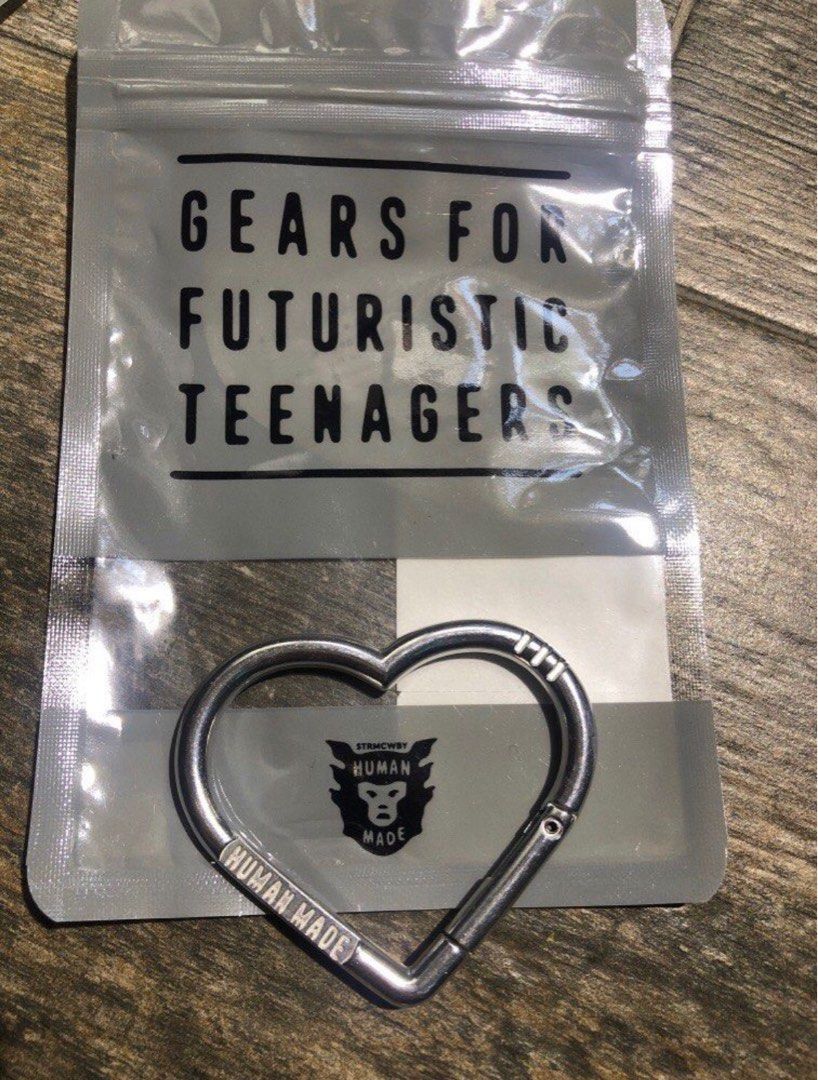 GEARS FOR
FUTURISTIC
TEENAGERS
STRMCWBY
HUMAN
MADE
HUMAN MADE